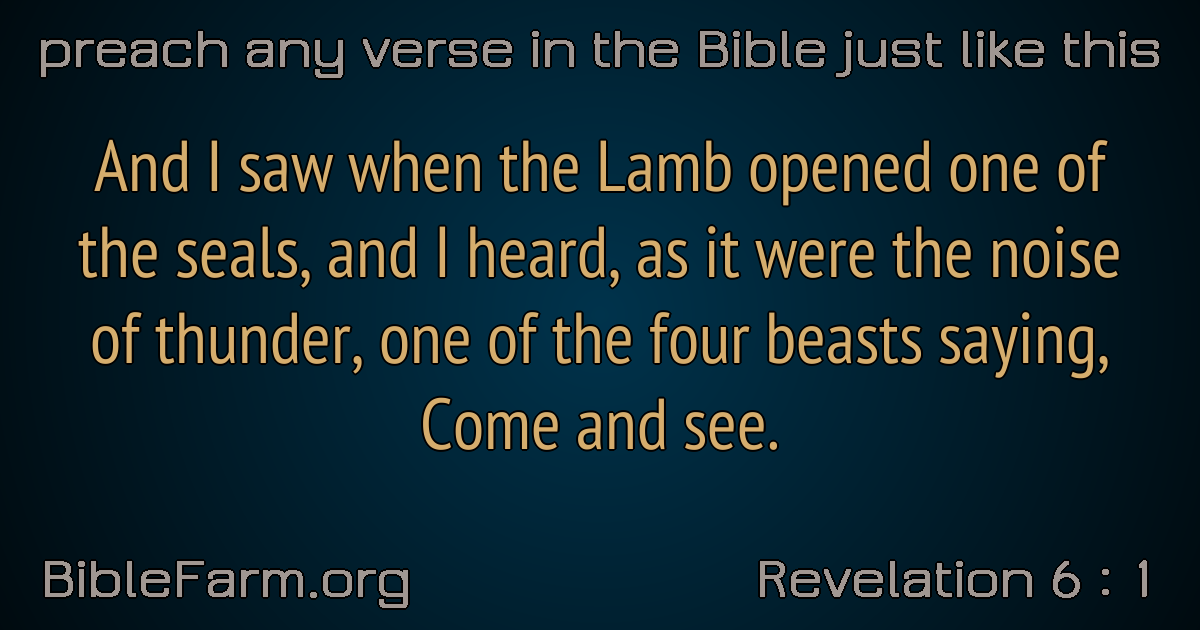 preach any verse in the Bible just like this
And I saw when the Lamb opened one of
the seals, and I heard, as it were the noise
of thunder, one of the four beasts saying,
Come and see.
BibleFarm.org
Revelation 6 : 1